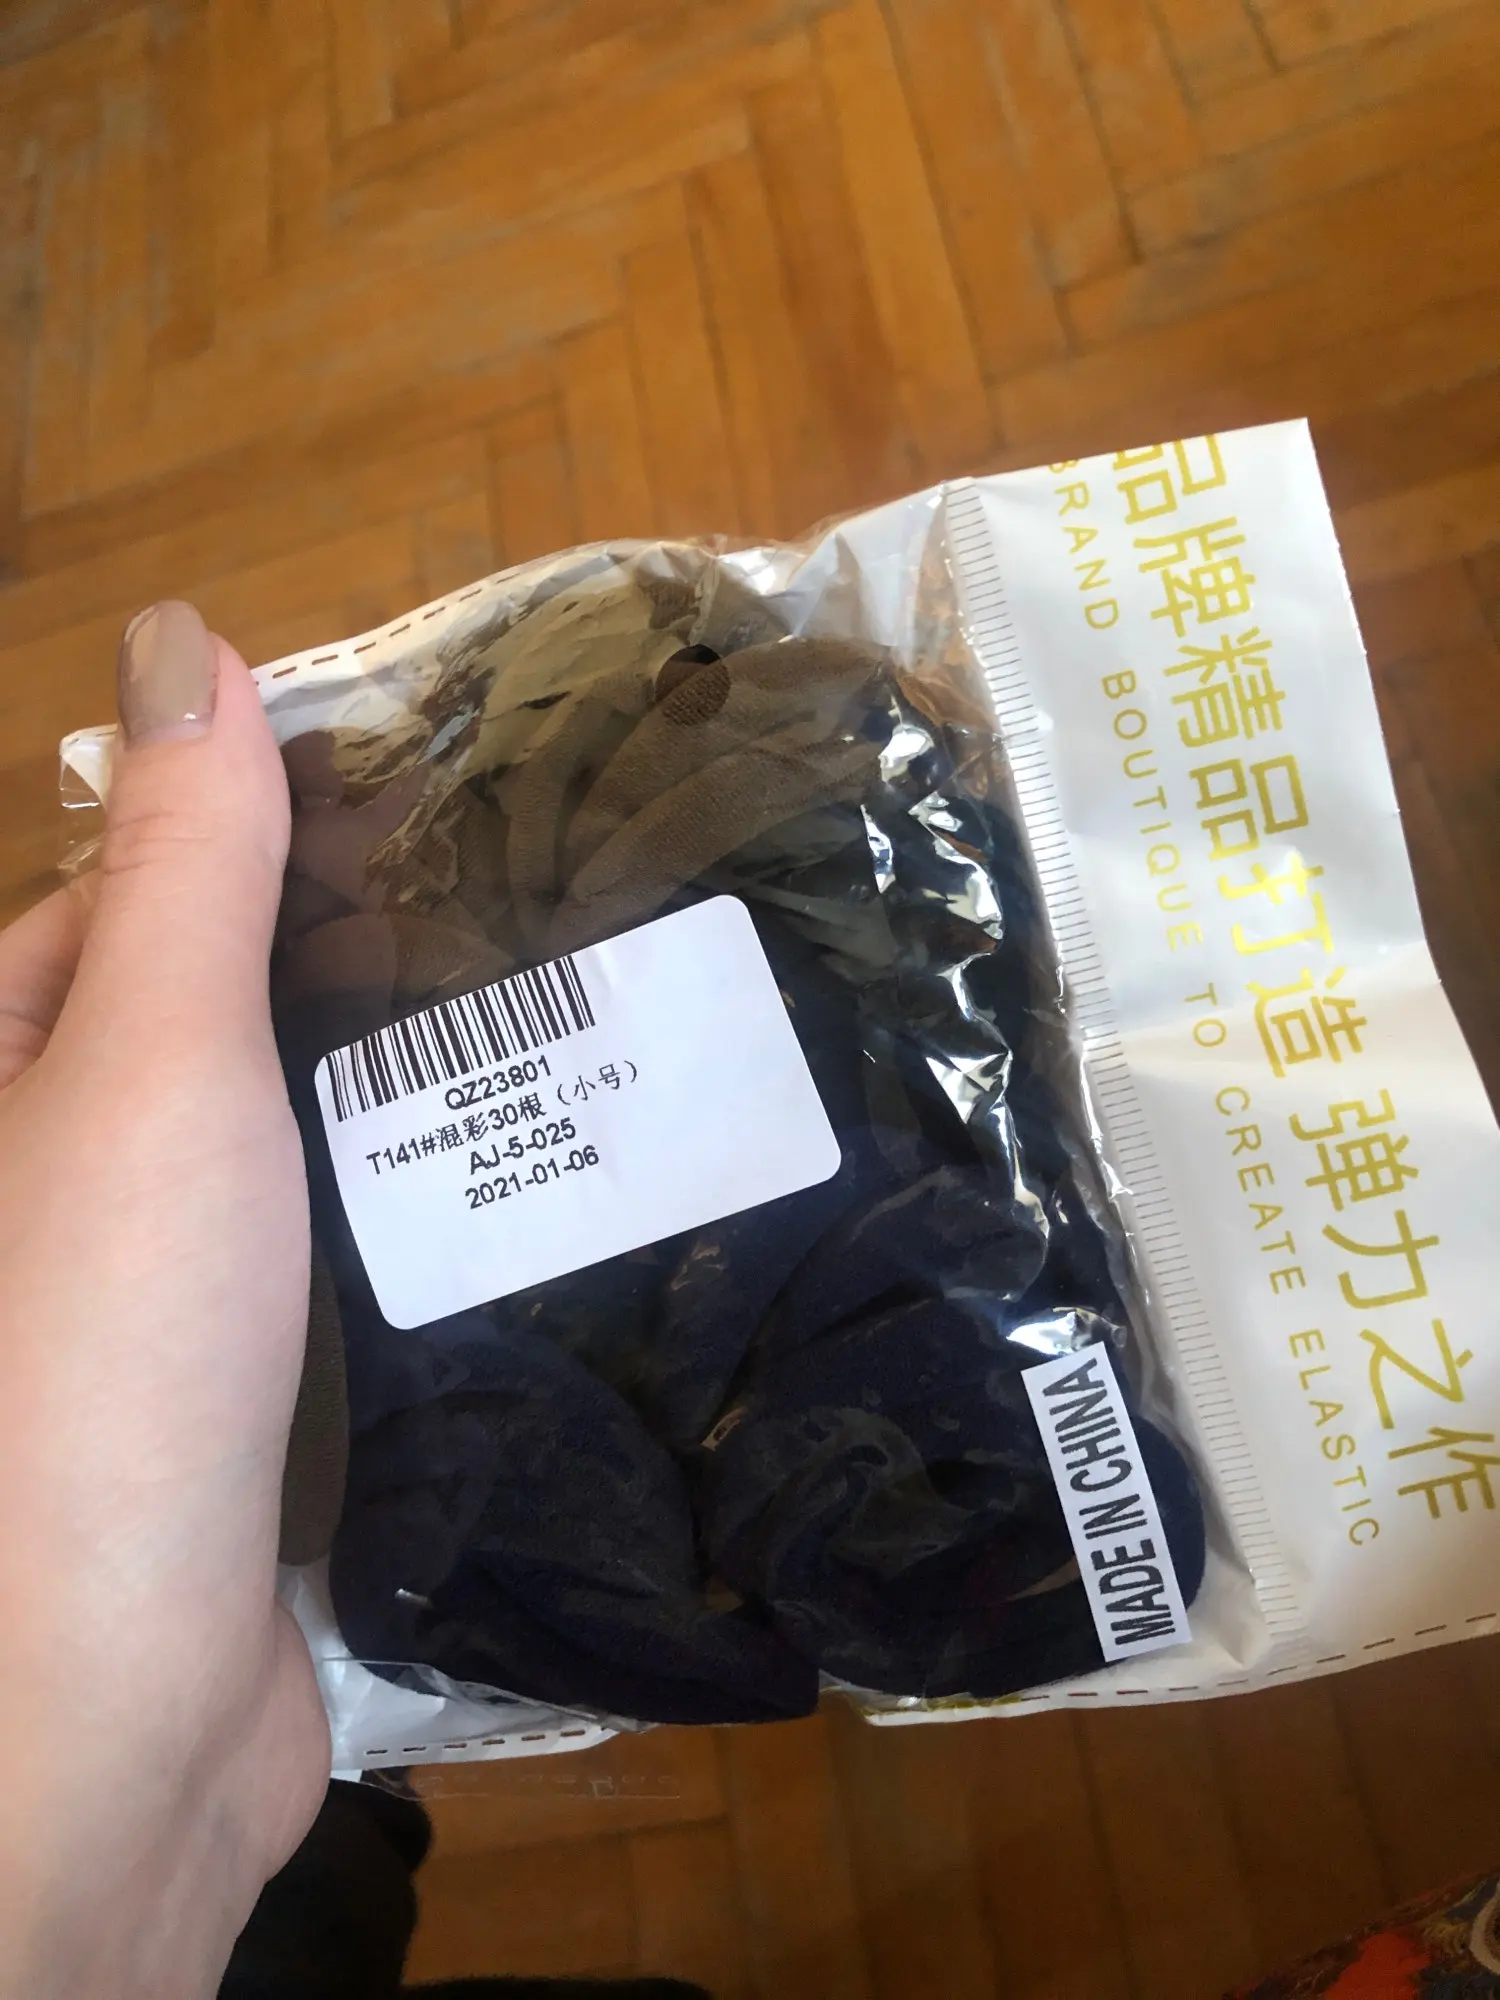 QZ23801
T141#混彩30根（小号）
AJ-5-025
2021-01-06
MADE IN CHINA
品牌精品打造 弹力之作
BRAND BOUTIQUE TO CREATE ELASTIC